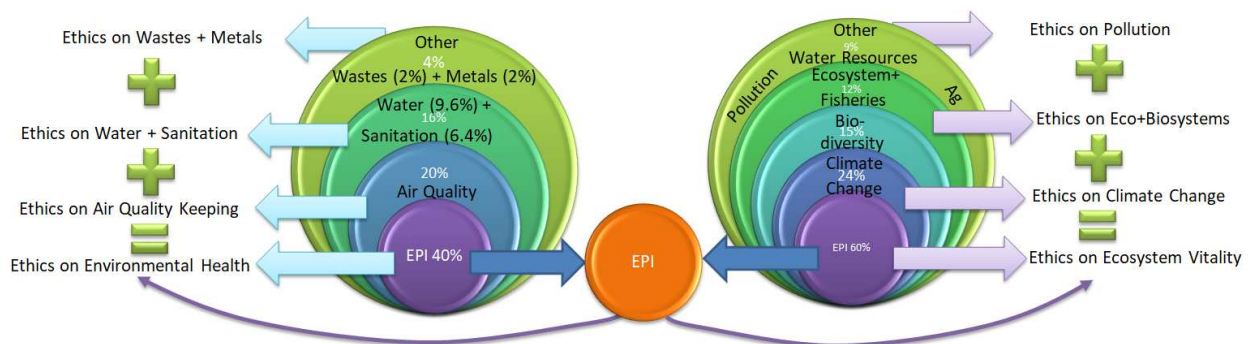 Ethics on Wastes + Metals
Ethics on Water + Sanitation
Ethics on Air Quality Keeping
Ethics on Environmental Health
Other
4%
Wastes (2%) + Metals (2%)
Water (9.6%) +
16%
Sanitation (6.4%)
20%
Air Quality
EPI 40%
EPI
Other
9%
Water Resources
Pollution
Ag
Ecosystem+
12%
Fisheries
Bio-
15%
diversity
Climate
24%
Change
EPI 60%
Ethics on Pollution
Ethics on Eco+Biosystems
Ethics on Climate Change
Ethics on Ecosystem Vitality